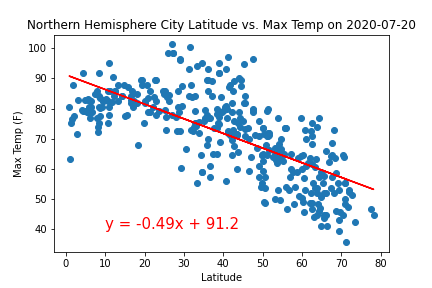 Northern Hemisphere City Latitude vs. Max Temp on 2020-07-20
Max Temp (F)
100
90
80
70
60
50
40
y = -0.49x + 91.2
0 10 20 30 40 50 60 70 80
Latitude